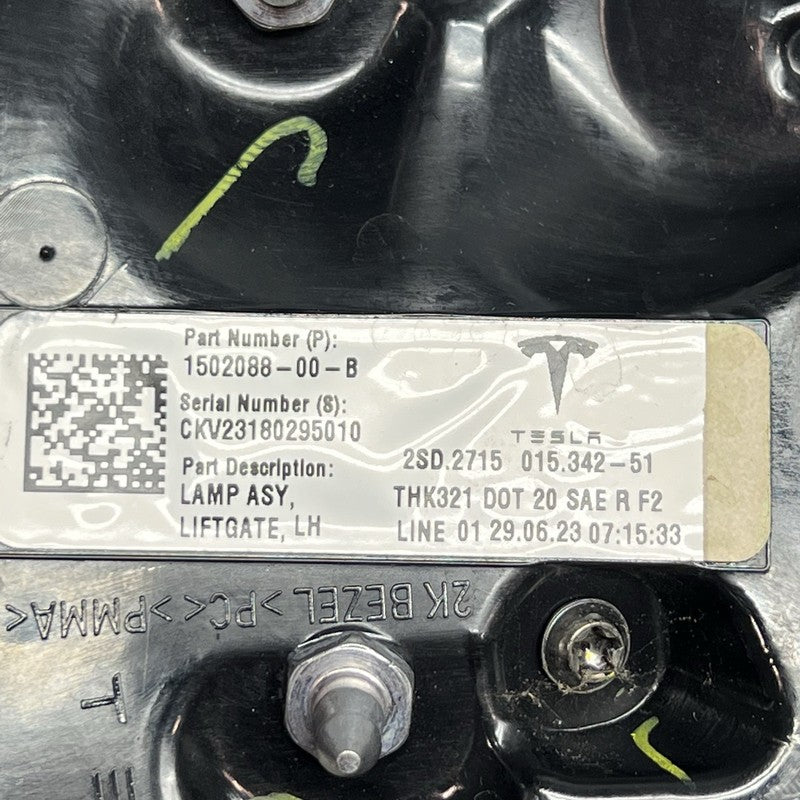 Part Number (P):
1502088-00-B
Serial Number (S):
CKV23180295010
Part Description:
LAMP ASY,
LIFTGATE, LH
TESLA
2SD.2715 015.342-51
THK321 DOT 20 SAE R F2
LINE 01 29.06.23 07:15:33
2K BEZEL >PC< >PMMA<